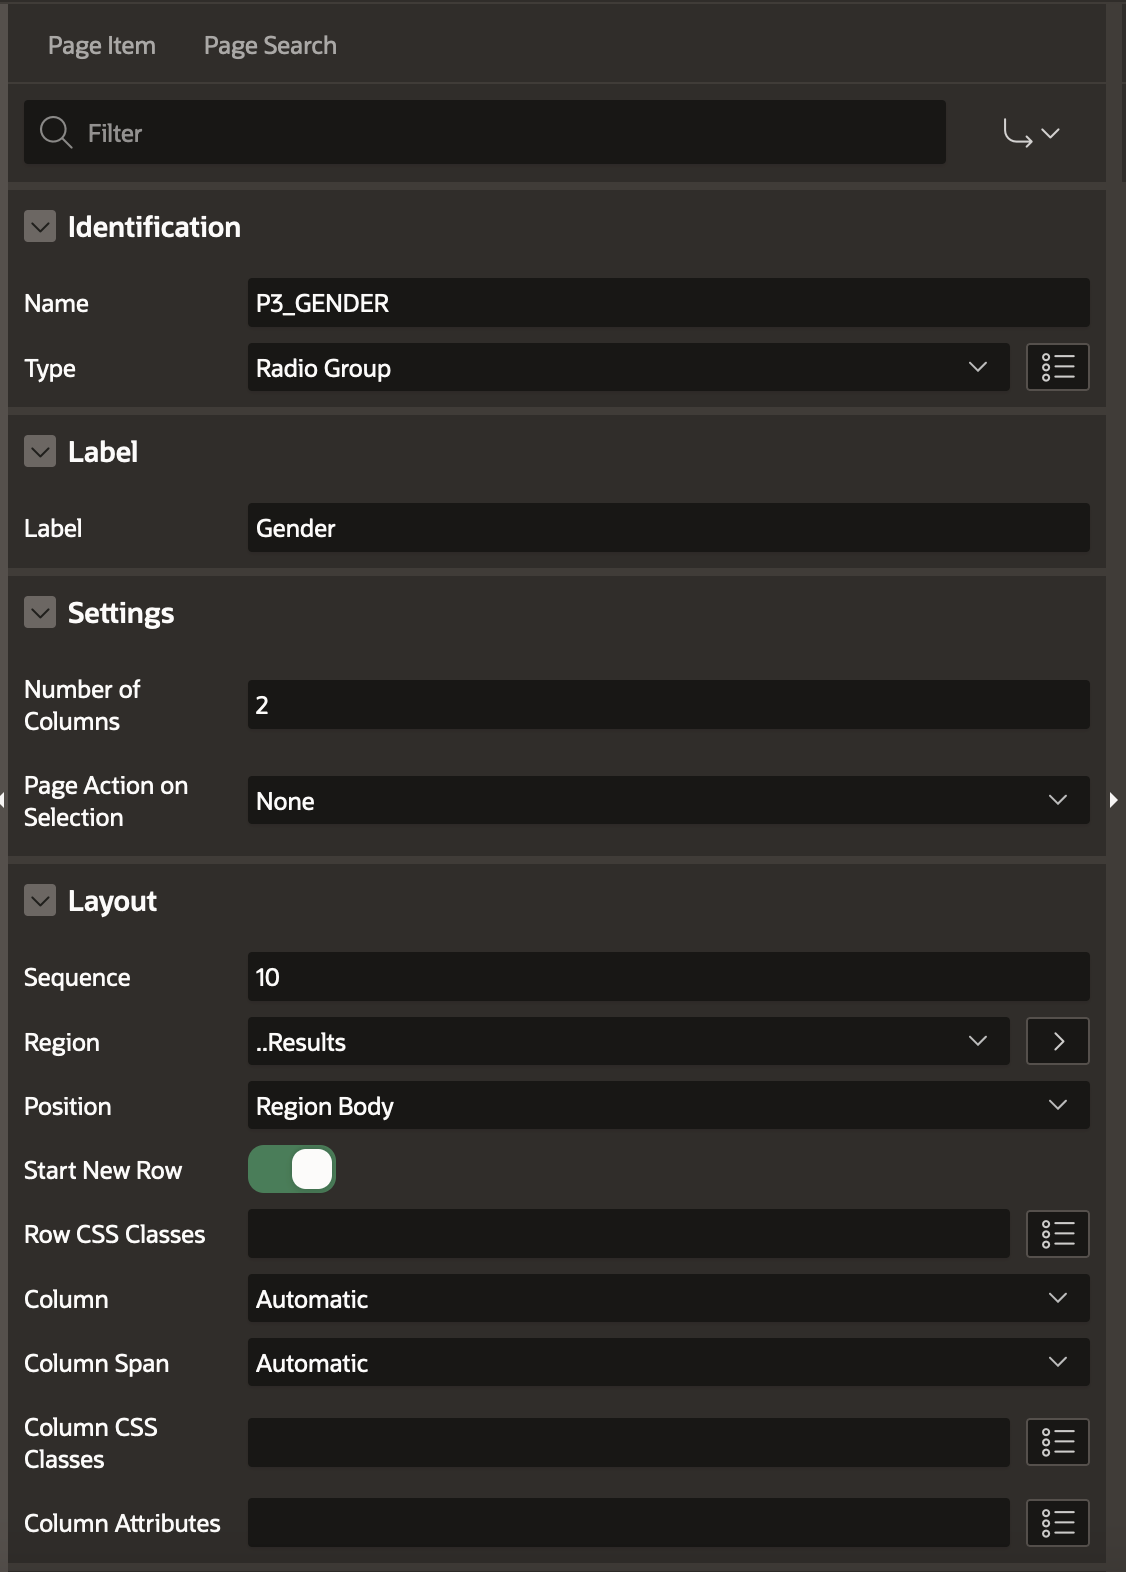 Page Item Page Search
Filter
Identification
Name P3_GENDER
Type Radio Group
Label
Label Gender
Settings
Number of
Columns
2
Page Action on
Selection
None
Layout
Sequence 10
Region ..Results
Position Region Body
Start New Row
Row CSS Classes
Column Automatic
Column Span Automatic
Column CSS
Classes
Column Attributes